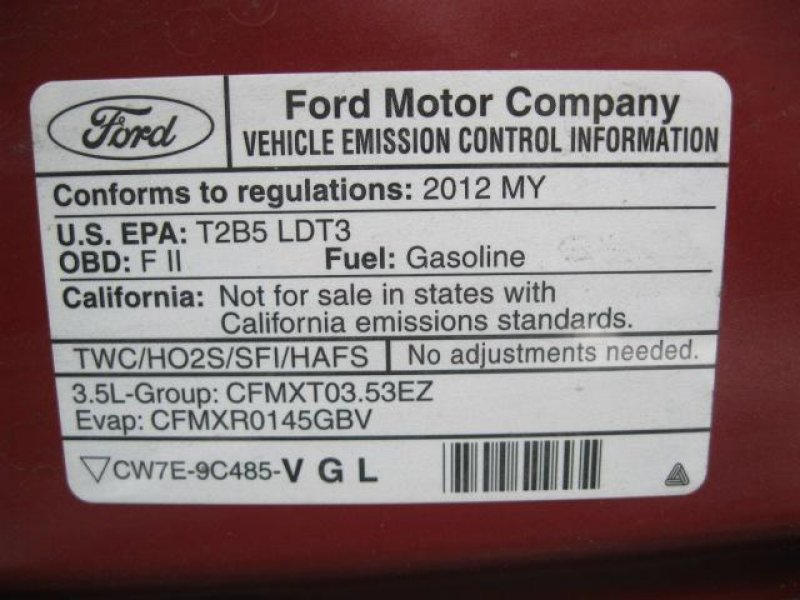 Ford
Ford Motor Company
VEHICLE EMISSION CONTROL INFORMATION
Conforms to regulations: 2012 MY
U.S. EPA: T2B5 LDT3
OBD: F II Fuel: Gasoline
California: Not for sale in states with
California emissions standards.
TWC/HO2S/SFI/HAFS No adjustments needed.
3.5L-Group: CFMXT03.53EZ
Evap: CFMXR0145GBV
CW7E-9C485-V G L